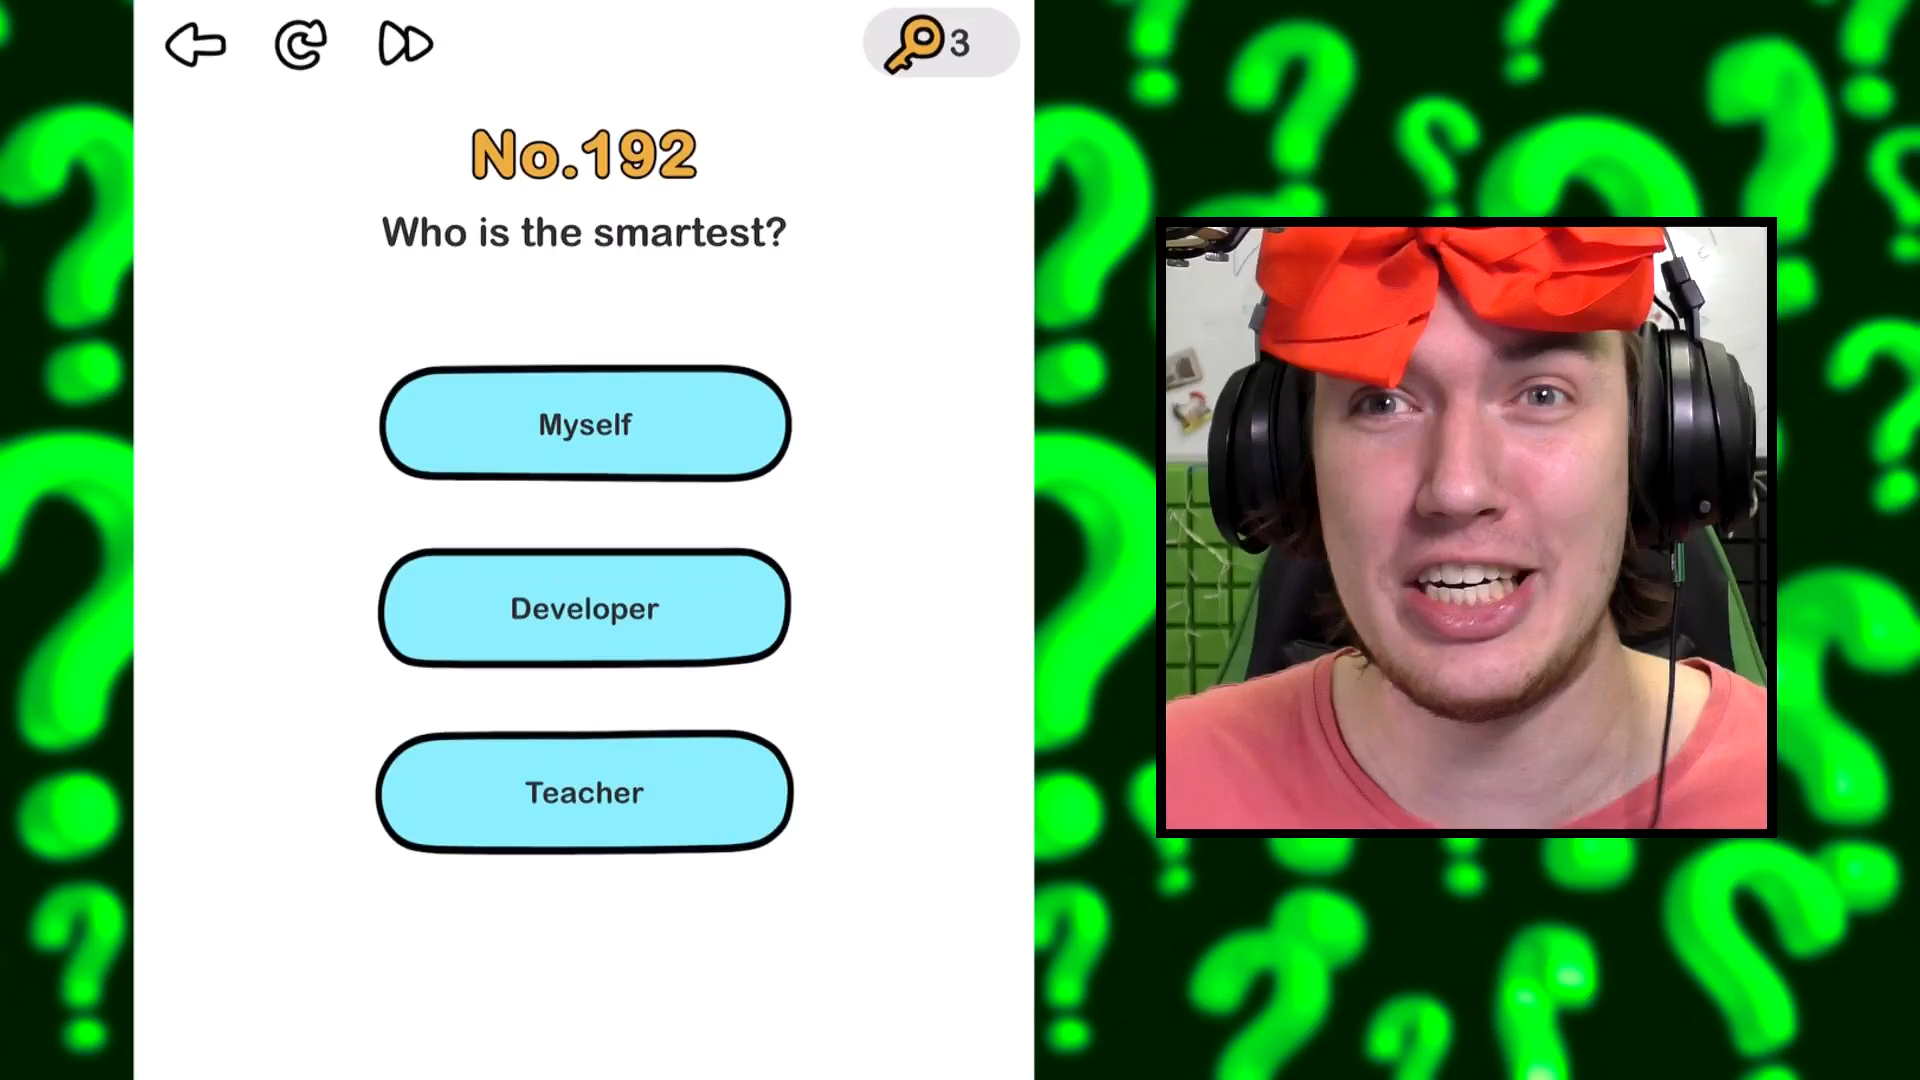 3
No.192
Who is the smartest?
Myself
Developer
Teacher